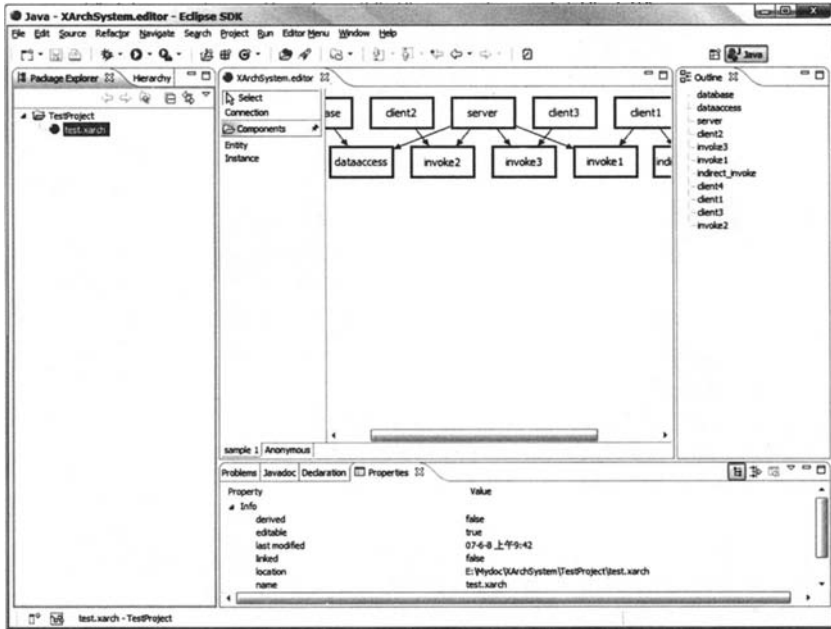 Java - XArchSystem.editor - Eclipse SDK
File Edit Source Refactor Navigate Search Project Run Editor Menu Window Help
Java
Package Explorer Hierarchy
TestProject
test.xarch
XArchSystem.editor
Select
Connection
Components
Entity
Instance
ase client2 server client3 client1
dataaccess invoke2 invoke3 invoke1 indi
sample 1 Anonymous
Outline
database
dataaccess
server
client2
invoke3
invoke1
indirect_invoke
client4
client1
client3
invoke2
Problems Javadoc Declaration Properties
Property Value
Info
derived false
editable true
last modified 07-6-8 上午9:42
linked false
location E:\Mydoc\XArchSystem\TestProject\test.xarch
name test.xarch
test.xarch - TestProject